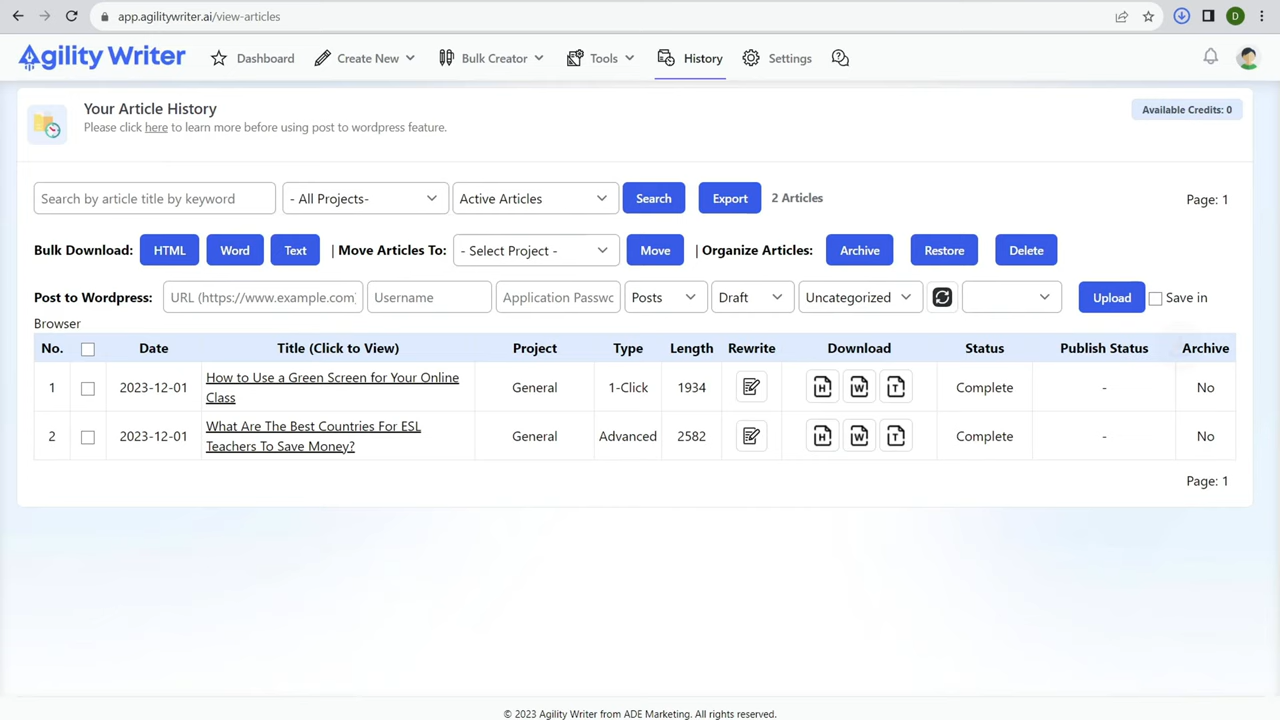 app.agilitywriter.ai/view-articles
D
Agility Writer
Dashboard
Create New
Bulk Creator
Tools
History
Settings
Your Article History
Please click here to learn more before using post to wordpress feature.
Available Credits: 0
Search by article title by keyword
- All Projects-
Active Articles
Search
Export
2 Articles
Page: 1
Bulk Download:
HTML
Word
Text
| Move Articles To:
- Select Project -
Move
| Organize Articles:
Archive
Restore
Delete
Post to Wordpress:
URL (https://www.example.com)
Username
Application Passwc
Posts
Draft
Uncategorized
Upload
Save in
Browser
No. Date Title (Click to View) Project Type Length Rewrite Download Status Publish Status Archive
1 2023-12-01 How to Use a Green Screen for Your Online General 1-Click 1934 H W T Complete - No
Class
2 2023-12-01 What Are The Best Countries For ESL General Advanced 2582 H W T Complete - No
Teachers To Save Money?
Page: 1
© 2023 Agility Writer from ADE Marketing. All rights reserved.